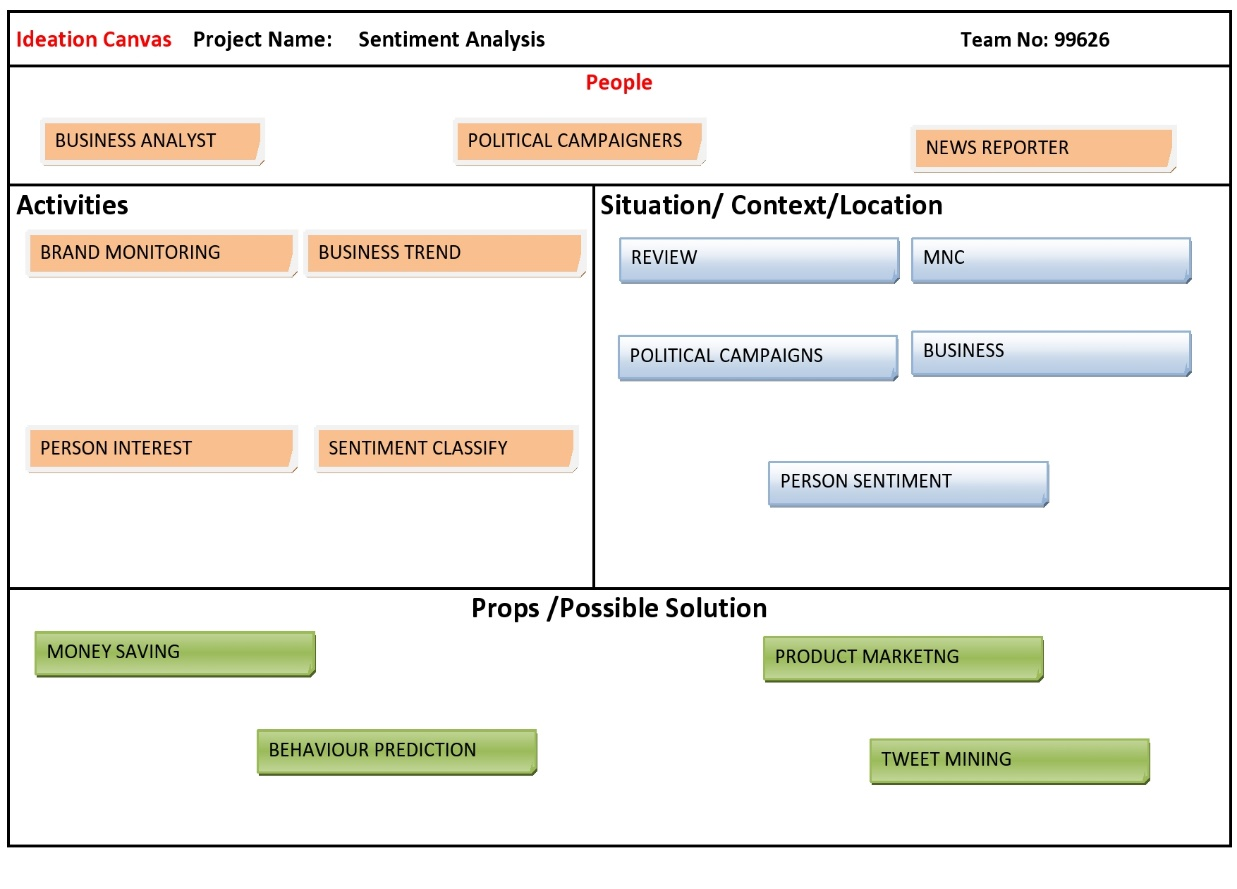 Ideation Canvas Project Name: Sentiment Analysis Team No: 99626
People
BUSINESS ANALYST
POLITICAL CAMPAIGNERS
NEWS REPORTER
Activities
BRAND MONITORING
BUSINESS TREND
PERSON INTEREST
SENTIMENT CLASSIFY
Situation/ Context/Location
REVIEW
MNC
POLITICAL CAMPAIGNS
BUSINESS
PERSON SENTIMENT
Props /Possible Solution
MONEY SAVING
PRODUCT MARKETNG
BEHAVIOUR PREDICTION
TWEET MINING